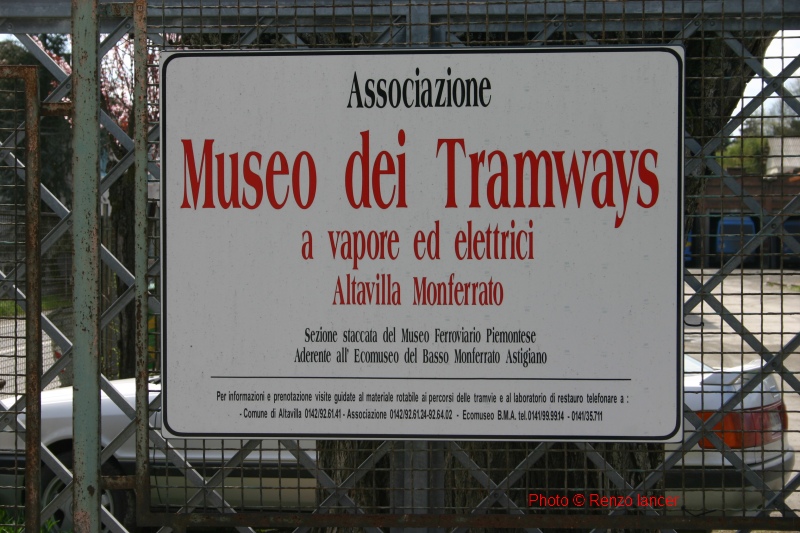 Associazione
Museo dei Tramways
a vapore ed elettrici
Altavilla Monferrato
Sezione staccata del Museo Ferroviario Piemontese
Aderente all' Ecomuseo del Basso Monferrato Astigiano
Per informazioni e prenotazione visite guidate al materiale rotabile ai percorsi delle tramvie e al laboratorio di restauro telefonare a :
- Comune di Altavilla 0142/92.61.41 - Associazione 0142/92.61.24-92.64.02 - Ecomuseo B.M.A. tel.0141/99.99.14 - 0141/35.711
Photo © Renzo iancer